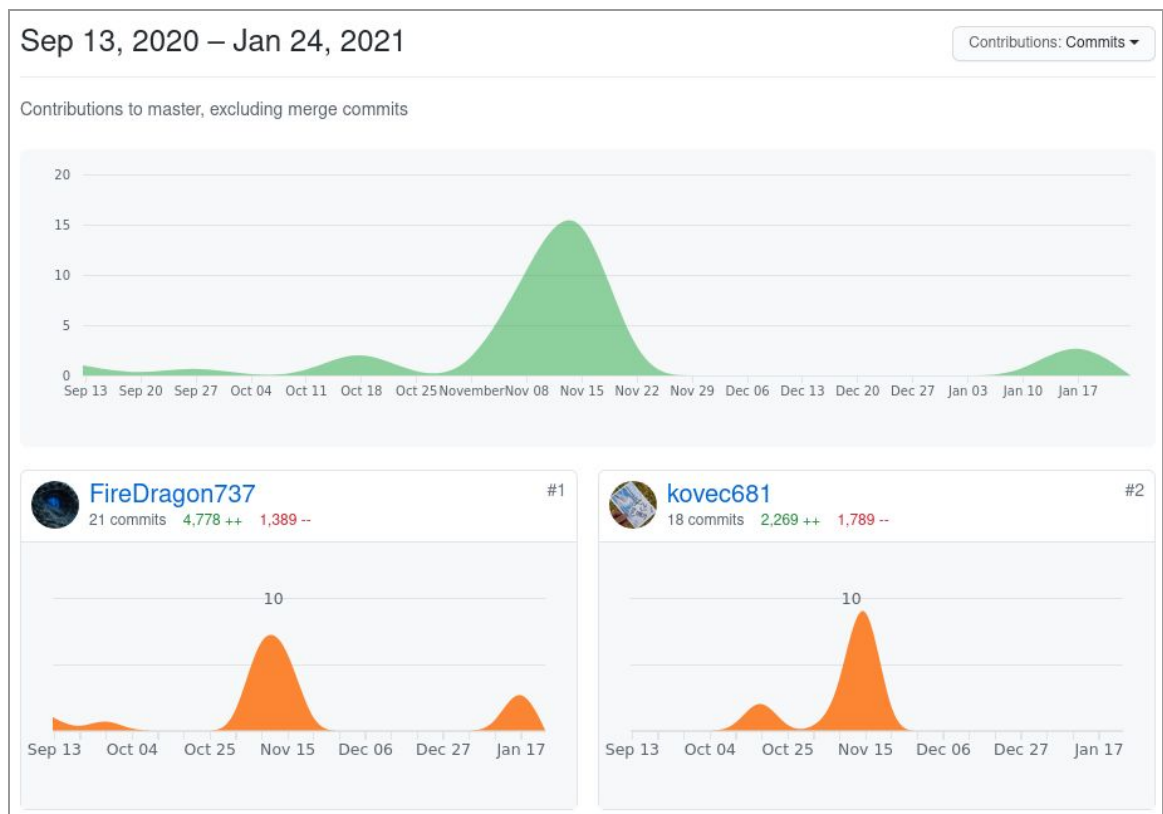 Sep 13, 2020 – Jan 24, 2021
Contributions: Commits
Contributions to master, excluding merge commits
20
15
10
5
0
Sep 13 Sep 20 Sep 27 Oct 04 Oct 11 Oct 18 Oct 25 November Nov 08 Nov 15 Nov 22 Nov 29 Dec 06 Dec 13 Dec 20 Dec 27 Jan 03 Jan 10 Jan 17
FireDragon737 #1
21 commits 4,778 ++ 1,389 --
10
Sep 13 Oct 04 Oct 25 Nov 15 Dec 06 Dec 27 Jan 17
kovec681 #2
18 commits 2,269 ++ 1,789 --
10
Sep 13 Oct 04 Oct 25 Nov 15 Dec 06 Dec 27 Jan 17